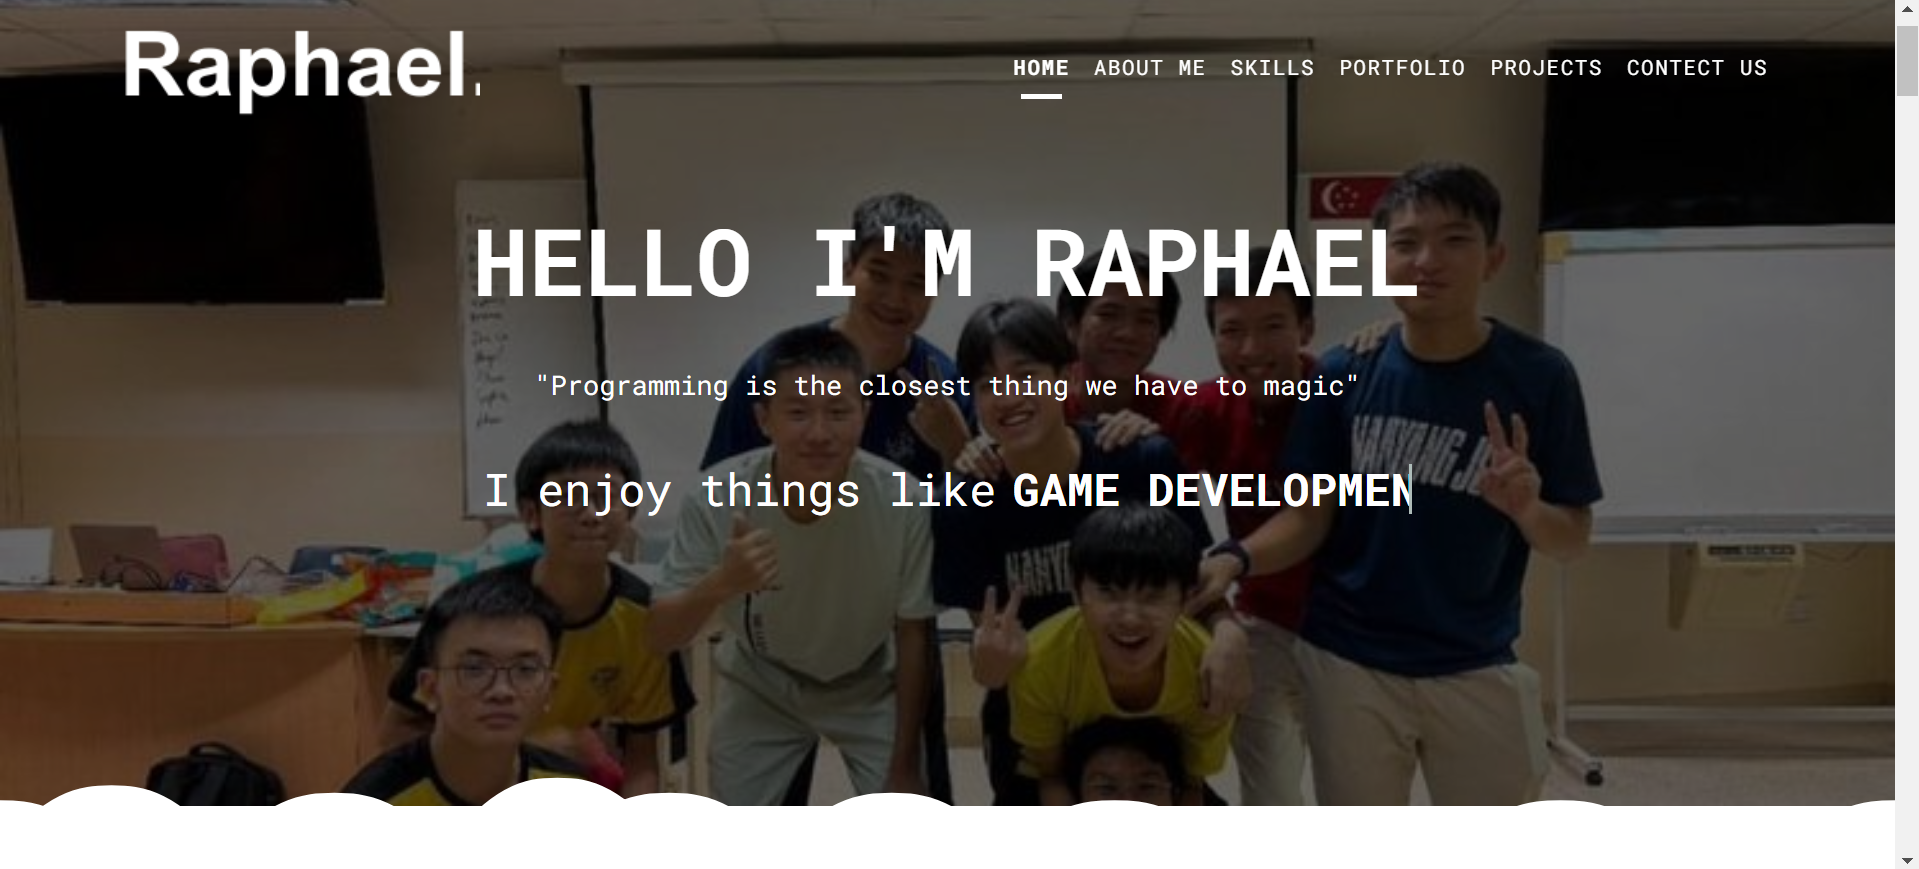 Raphael.
HOME ABOUT ME SKILLS PORTFOLIO PROJECTS CONTACT US
HELLO I'M RAPHAEL
"Programming is the closest thing we have to magic"
I enjoy things like GAME DEVELOPMEN